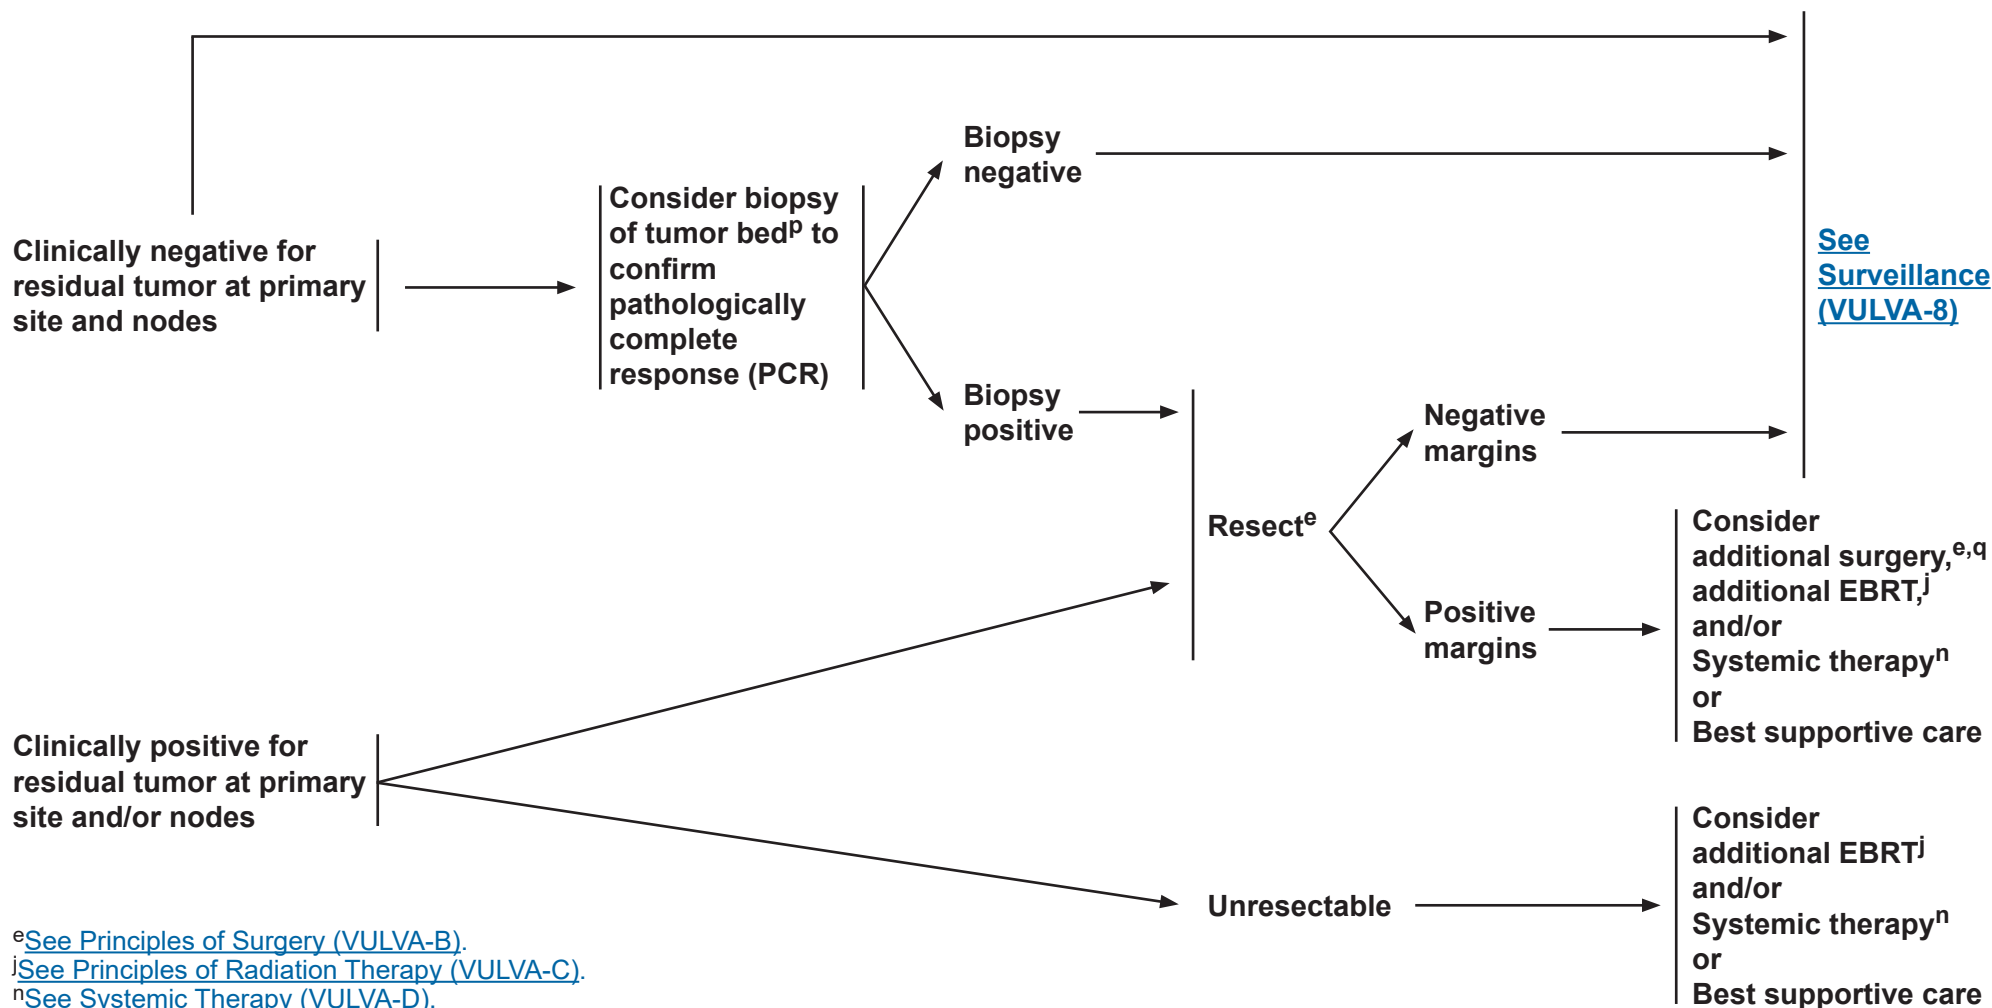 Clinically negative for
residual tumor at primary
site and nodes
Consider biopsy
of tumor bedp to
confirm
pathologically
complete
response (PCR)
Biopsy
negative
Biopsy
positive
See
Surveillance
(VULVA-8)
Resecte
Negative
margins
Positive
margins
Consider
additional surgery,e,q
additional EBRT,j
and/or
Systemic therapyn
or
Best supportive care
Clinically positive for
residual tumor at primary
site and/or nodes
Unresectable
Consider
additional EBRTj
and/or
Systemic therapyn
or
Best supportive care
eSee Principles of Surgery (VULVA-B).
jSee Principles of Radiation Therapy (VULVA-C).
nSee Systemic Therapy (VULVA-D).